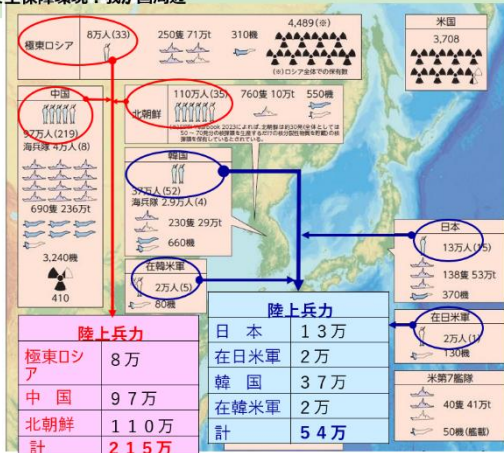 極東ロシア
8万人(33)
250隻 71万t
310機
4,489(※)
(※)ロシア全体での保有数
米国
3,708
中国
97万人(219)
海兵隊 4万人(8)
690隻 236万t
3,240機
410
北朝鮮
110万人(35)
760隻 10万t
550機
韓国
37万人(52)
海兵隊 2.9万人(4)
230隻 29万t
660機
在韓米軍
2万人(5)
80機
日本
13万人(15)
138隻 53万t
370機
在日米軍
2万人(1)
130機
米第7艦隊
40隻 41万t
50機(艦載)
陸上兵力
極東ロシア 8万
中 国 97万
北朝鮮 110万
計 215万
陸上兵力
日 本 13万
在日米軍 2万
韓 国 37万
在韓米軍 2万
計 54万